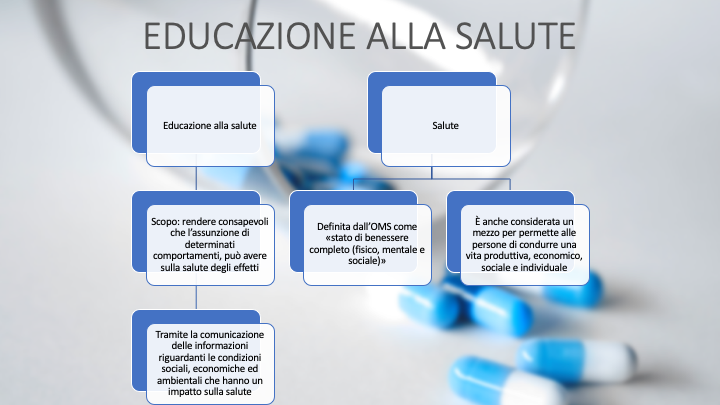 EDUCAZIONE ALLA SALUTE
Educazione alla salute
Salute
Scopo: rendere consapevoli
che l'assunzione di
determinati
comportamenti, può avere
sulla salute degli effetti
Definita dall'OMS come
«stato di benessere
completo (fisico, mentale e
sociale)»
È anche considerata un
mezzo per permette alle
persone di condurre una
vita produttiva, economico,
sociale e individuale
Tramite la comunicazione
delle informazioni
riguardanti le condizioni
sociali, economiche ed
ambientali che hanno un
impatto sulla salute